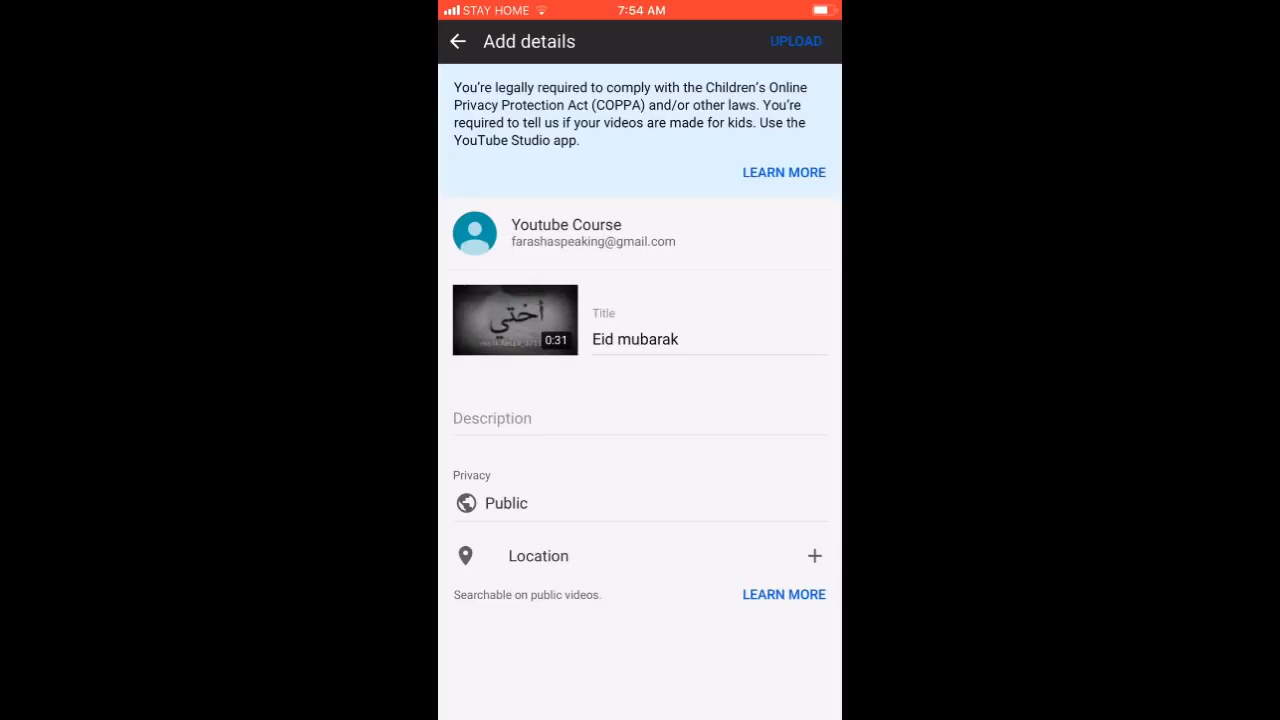 STAY HOME 7:54 AM
Add details UPLOAD
You're legally required to comply with the Children's Online
Privacy Protection Act (COPPA) and/or other laws. You're
required to tell us if your videos are made for kids. Use the
YouTube Studio app.
LEARN MORE
Youtube Course
farashaspeaking@gmail.com
أختي
0:31
Title
Eid mubarak
Description
Privacy
Public
Location
Searchable on public videos. LEARN MORE